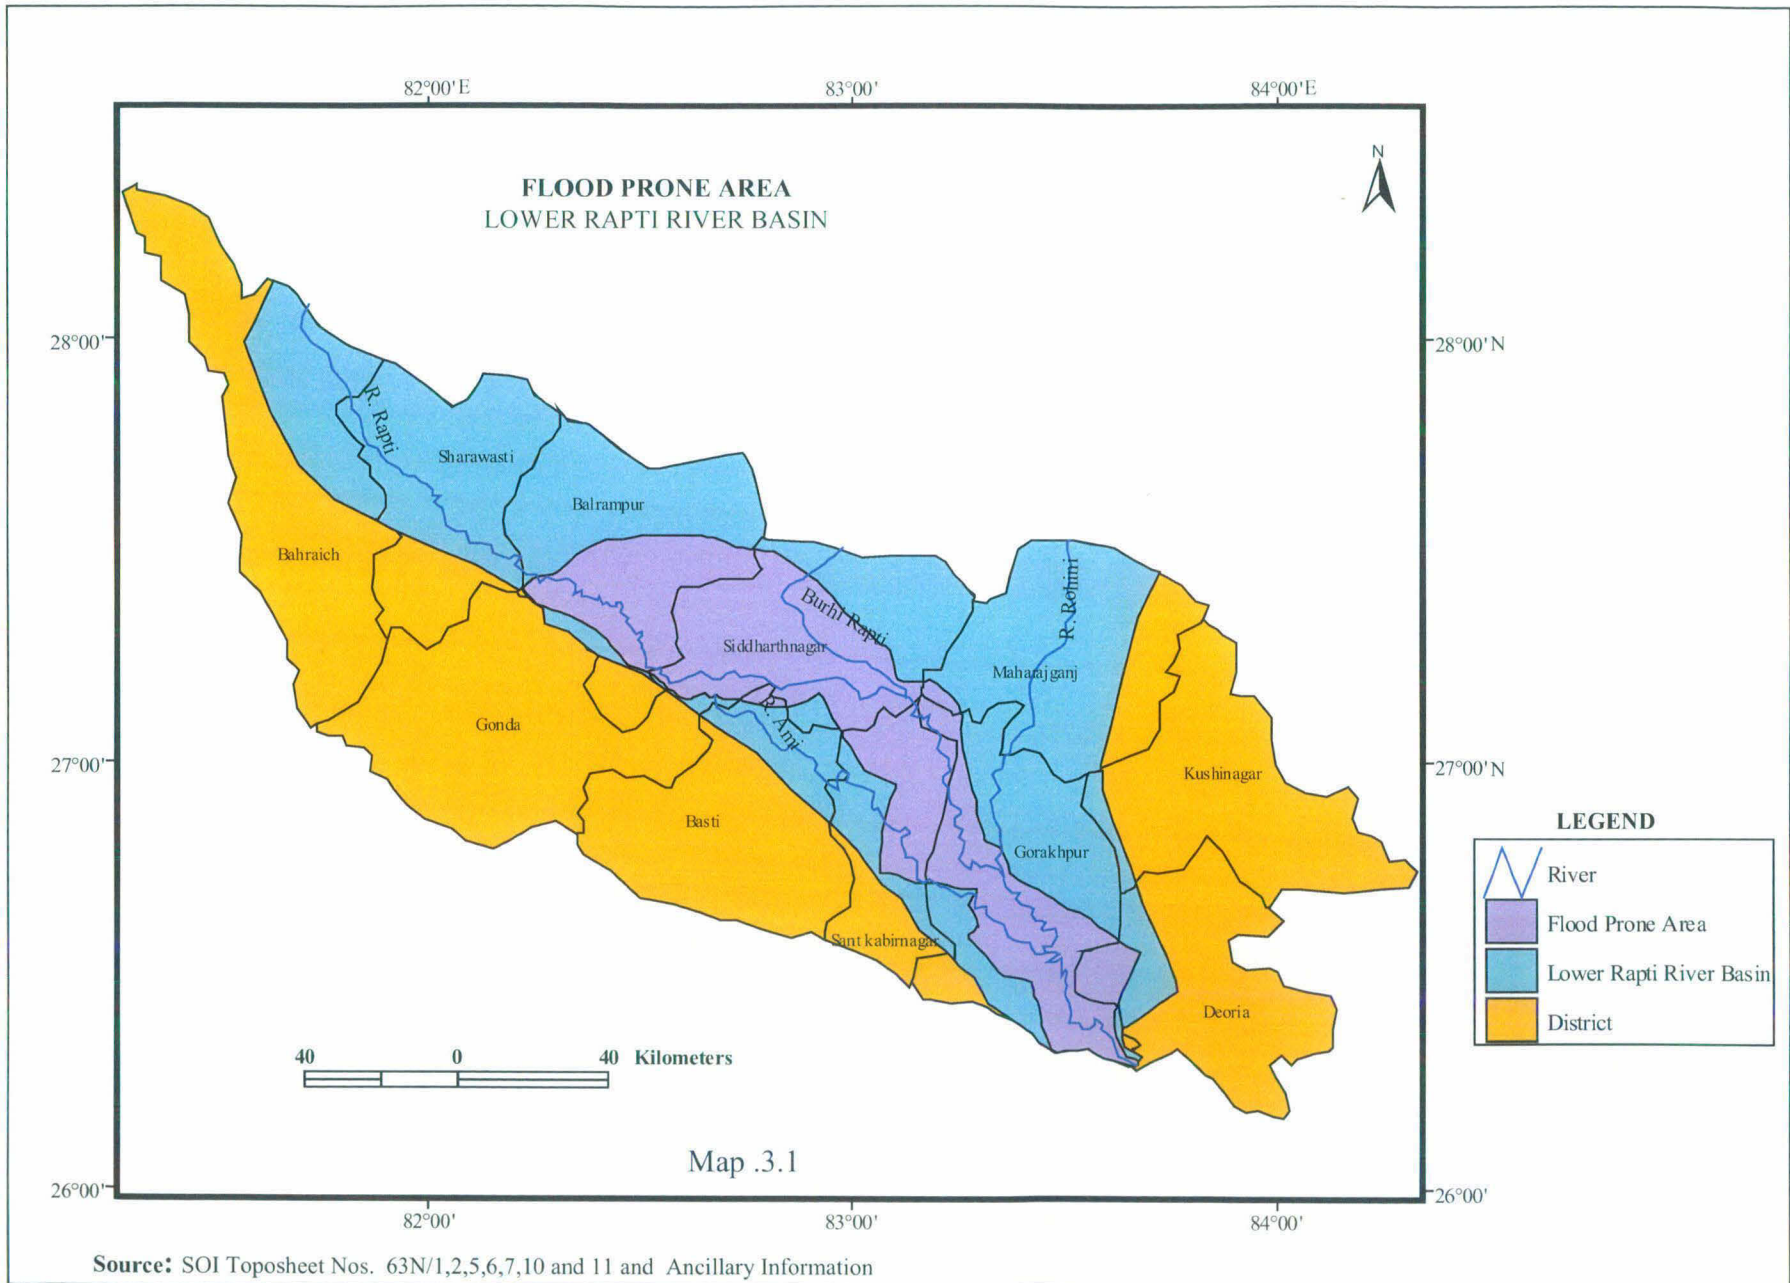 82°00'E
83°00'
84°00'E
N
FLOOD PRONE AREA
LOWER RAPTI RIVER BASIN
28°00'
28°00'N
R. Rapti
Sharawasti
Balrampur
Bahraich
Burhi Rapti
R. Rohini
Siddharthnagar
Maharajganj
R. Ami
Gonda
27°00'
27°00'N
Kushinagar
Basti
Gorakhpur
Sant kabirnagar
Deoria
LEGEND
River
Flood Prone Area
Lower Rapti River Basin
District
40 0 40 Kilometers
Map .3.1
26°00'
26°00'
82°00'
83°00'
84°00'
Source: SOI Toposheet Nos. 63N/1,2,5,6,7,10 and 11 and Ancillary Information